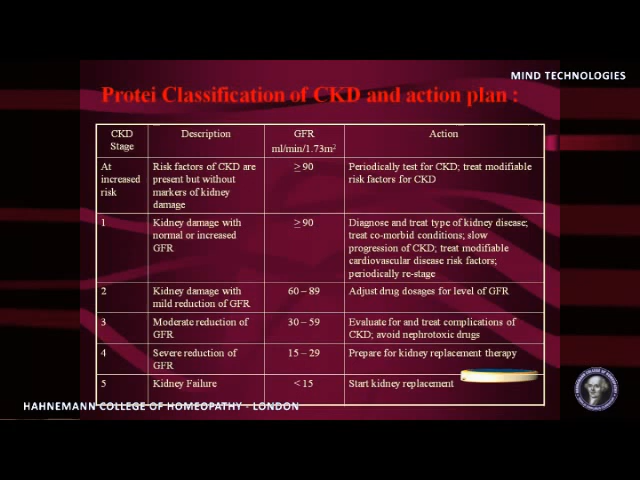 MIND TECHNOLOGIES
Protei Classification of CKD and action plan :
CKD Stage	Description	GFR ml/min/1.73m²	Action
At increased risk	Risk factors of CKD are present but without markers of kidney damage	≥ 90	Periodically test for CKD; treat modifiable risk factors for CKD
1	Kidney damage with normal or increased GFR	≥ 90	Diagnose and treat type of kidney disease; treat co-morbid conditions; slow progression of CKD; treat modifiable cardiovascular disease risk factors; periodically re-stage
2	Kidney damage with mild reduction of GFR	60 – 89	Adjust drug dosages for level of GFR
3	Moderate reduction of GFR	30 – 59	Evaluate for and treat complications of CKD; avoid nephrotoxic drugs
4	Severe reduction of GFR	15 – 29	Prepare for kidney replacement therapy
5	Kidney Failure	< 15	Start kidney replacement
HAHNEMANN COLLEGE OF HOMEOPATHY - LONDON